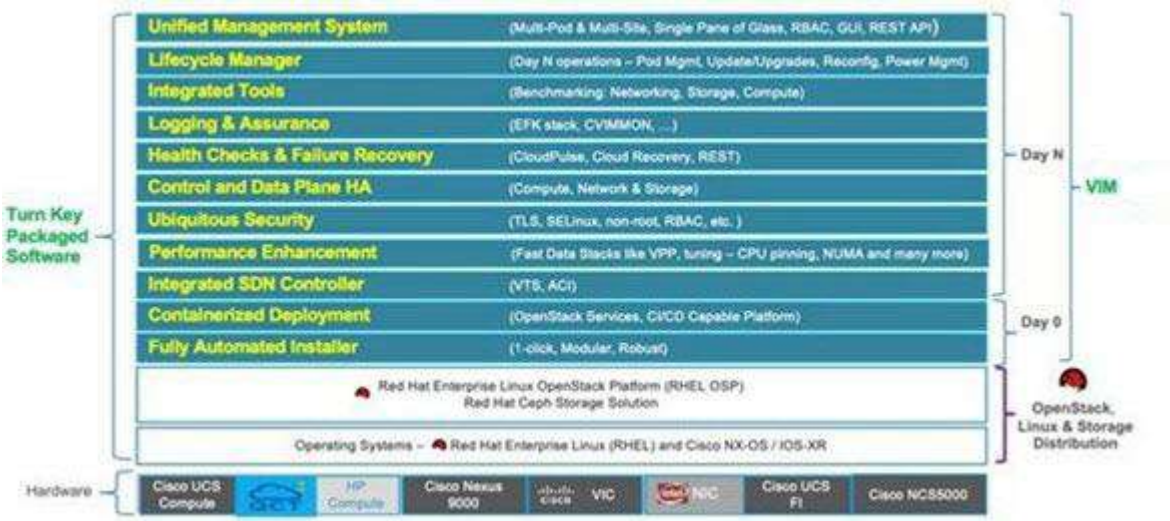 Unified Management System (Multi-Pod & Multi-Site, Single Pane of Glass, RBAC, GUI, REST API)
Lifecycle Manager (Day N operations – Pod Mgmt, Update/Upgrades, Reconfig, Power Mgmt)
Integrated Tools (Benchmarking: Networking, Storage, Compute)
Logging & Assurance (EFK stack, CVIMMON, ...)
Health Checks & Failure Recovery (CloudPulse, Cloud Recovery, REST)
Control and Data Plane HA (Compute, Network & Storage)
Ubiquitous Security (TLS, SELinux, non-root, RBAC, etc. )
Performance Enhancement (Fast Data Stacks like VPP, tuning – CPU pinning, NUMA and many more)
Integrated SDN Controller (VTS, ACI)
Containerized Deployment (OpenStack Services, CI/CD Capable Platform)
Fully Automated Installer (1-click, Modular, Robust)
Turn Key
Packaged
Software
Day N
VIM
Day 0
Red Hat Enterprise Linux OpenStack Platform (RHEL OSP)
Red Hat Ceph Storage Solution
Operating Systems – Red Hat Enterprise Linux (RHEL) and Cisco NX-OS / IOS-XR
OpenStack,
Linux & Storage
Distribution
Hardware
Cisco UCS
Compute
HP
Compute
Cisco Nexus
9000
CISCO VIC
NIC
Cisco UCS
FI
Cisco NCS5000